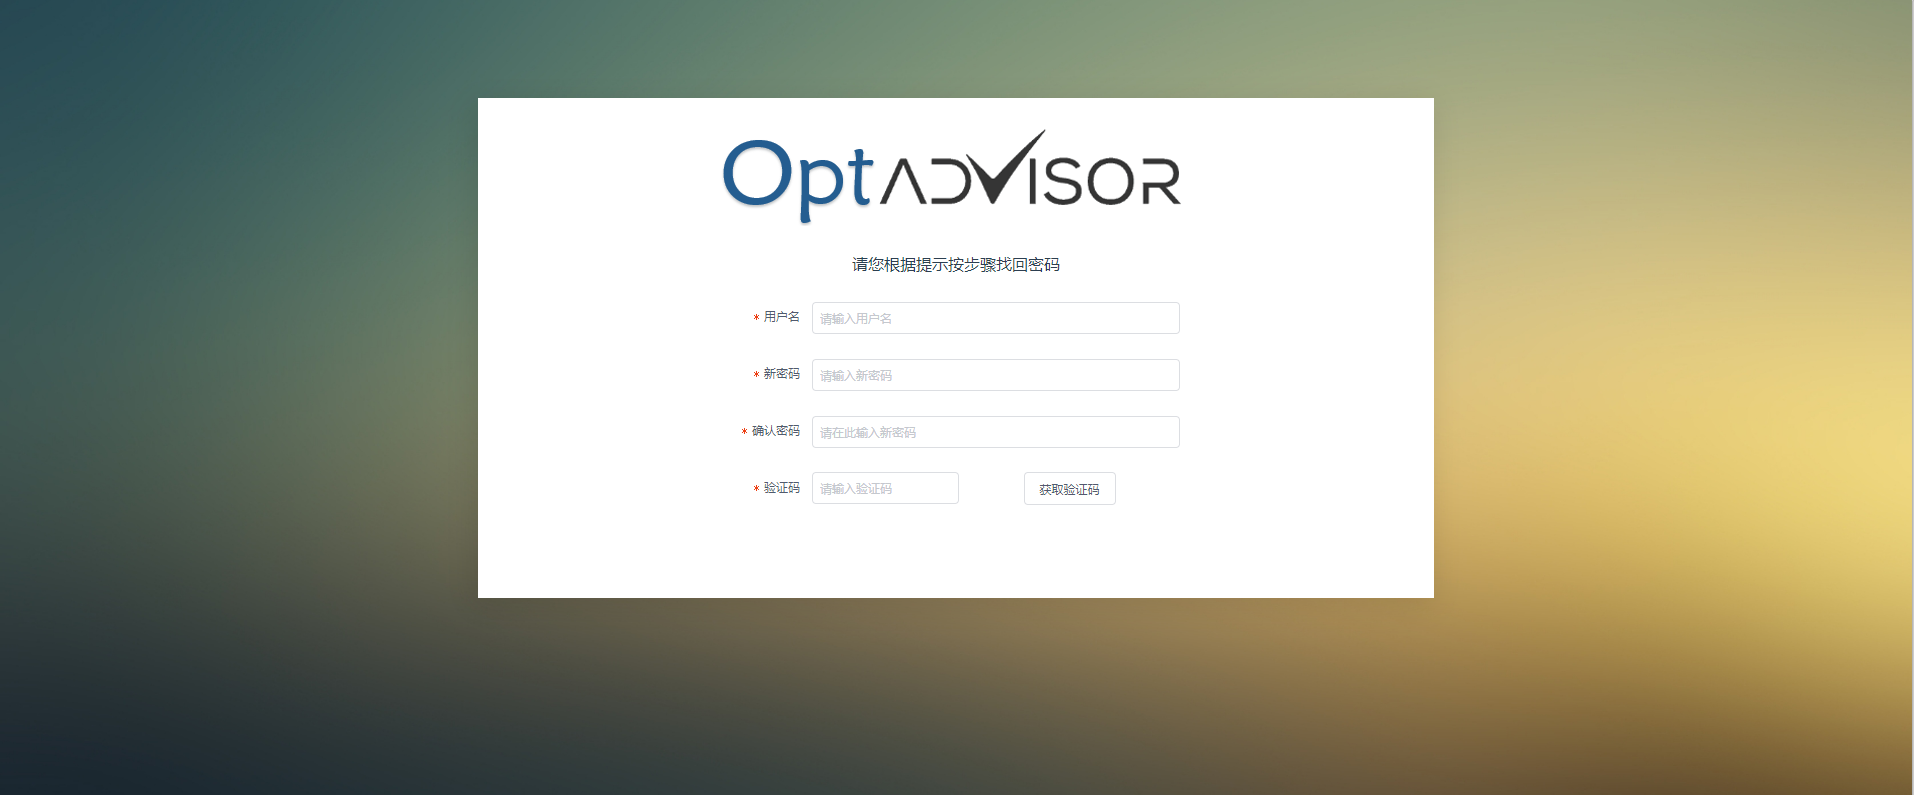 OptADVISOR
请您根据提示按步骤找回密码
* 用户名 请输入用户名
* 新密码 请输入新密码
* 确认密码 请在此输入新密码
* 验证码 请输入验证码 获取验证码